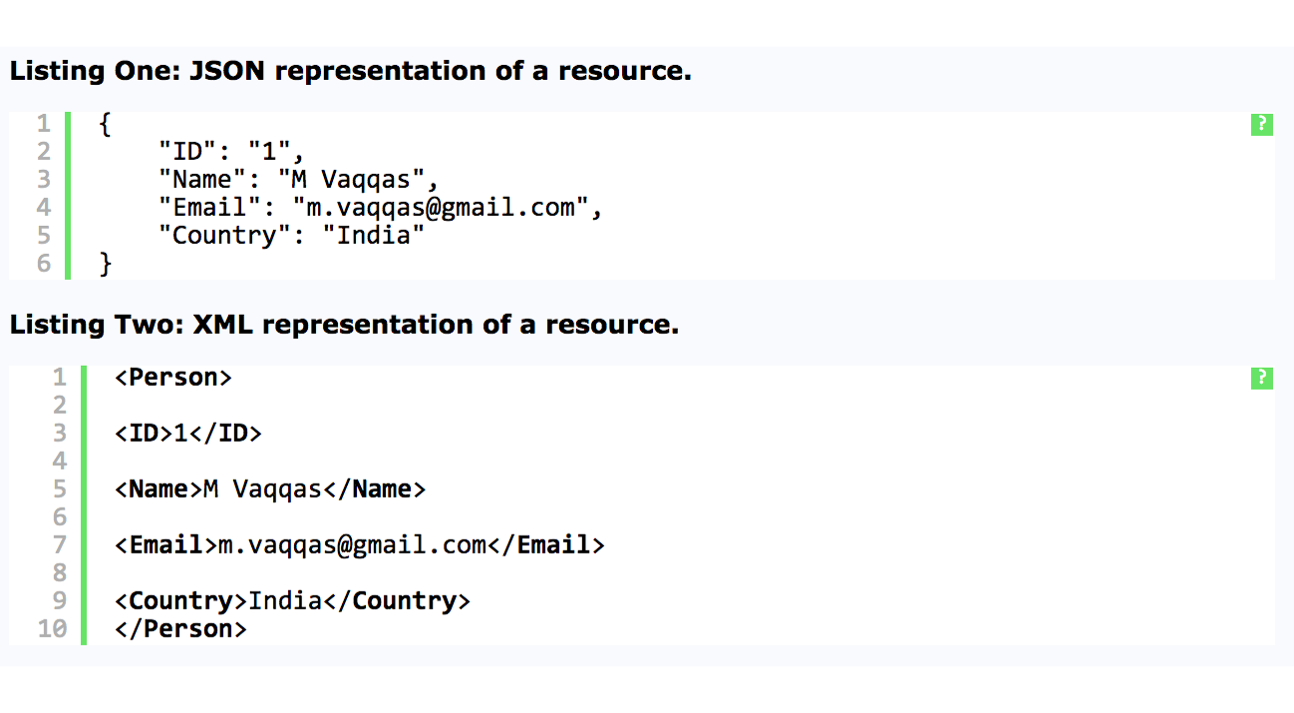 Listing One: JSON representation of a resource.
1 {
?
2 "ID": "1",
3 "Name": "M Vaqqas",
4 "Email": "m.vaqqas@gmail.com",
5 "Country": "India"
6 }
Listing Two: XML representation of a resource.
1 <Person>
?
2
3 <ID>1</ID>
4
5 <Name>M Vaqqas</Name>
6
7 <Email>m.vaqqas@gmail.com</Email>
8
9 <Country>India</Country>
10 </Person>